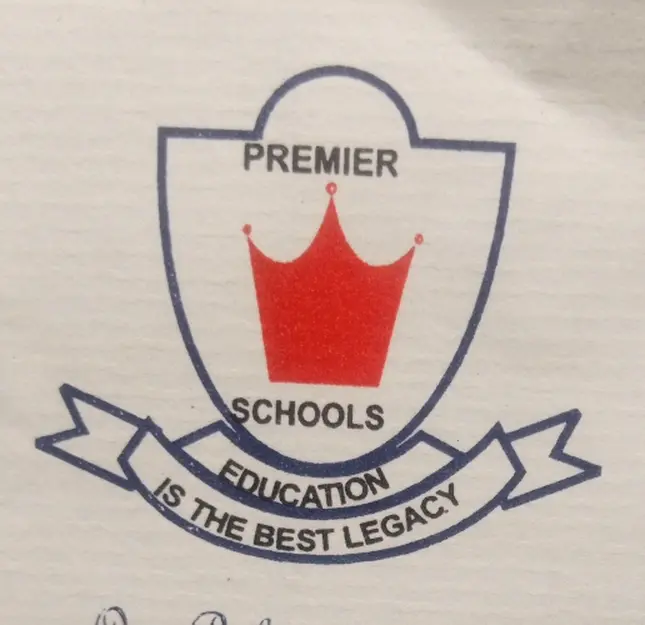 PREMIER
SCHOOLS
EDUCATION
IS THE BEST LEGACY